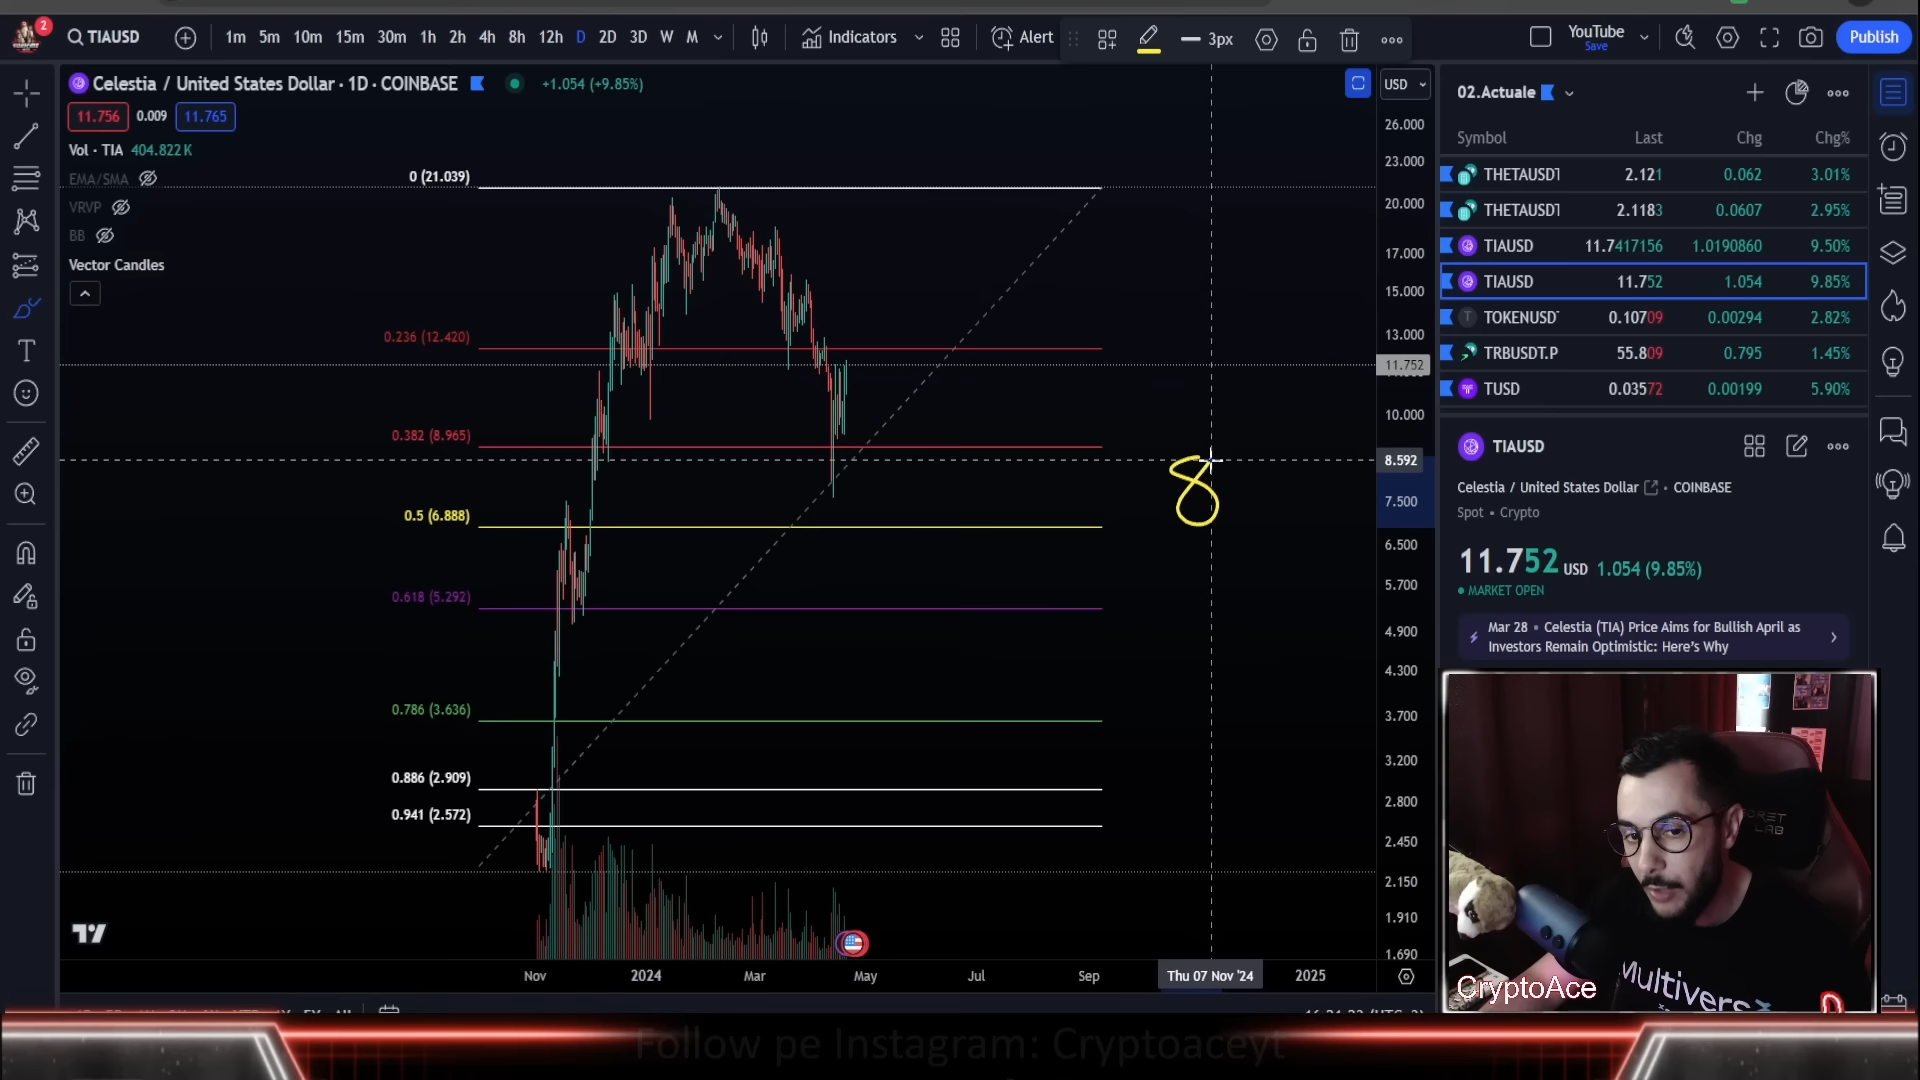 2
TIAUSD
1m 5m 10m 15m 30m 1h 2h 4h 8h 12h D 2D 3D W M
Indicators
Alert
3px
YouTube
Save
Publish
Celestia / United States Dollar · 1D · COINBASE
+1.054 (+9.85%)
11.756 0.009 11.765
Vol · TIA 404.822 K
EMA/SMA
VRVP
BB
Vector Candles
0 (21.039)
0.236 (12.420)
0.382 (8.965)
0.5 (6.888)
0.618 (5.292)
0.786 (3.636)
0.886 (2.909)
0.941 (2.572)
8
USD
26.000
23.000
20.000
17.000
15.000
13.000
11.752
10.000
8.592
7.500
6.500
5.700
4.900
4.300
3.700
3.200
2.800
2.450
2.150
1.910
1.690
Nov 2024 Mar May Jul Sep Thu 07 Nov '24 2025
02.Actuale
Symbol Last Chg Chg%
THETAUSDT 2.121 0.062 3.01%
THETAUSDT 2.1183 0.0607 2.95%
TIAUSD 11.7417156 1.0190860 9.50%
TIAUSD 11.752 1.054 9.85%
TOKENUSD 0.10709 0.00294 2.82%
TRBUSDT.P 55.809 0.795 1.45%
TUSD 0.03572 0.00199 5.90%
TIAUSD
Celestia / United States Dollar · COINBASE
Spot · Crypto
11.752 USD 1.054 (9.85%)
MARKET OPEN
Mar 28 · Celestia (TIA) Price Aims for Bullish April as
Investors Remain Optimistic: Here's Why
CryptoAce
Follow pe Instagram: Cryptoaceyt